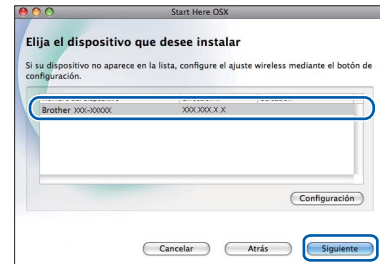 Start Here OSX
Elija el dispositivo que desee instalar
Si su dispositivo no aparece en la lista, configure el ajuste wireless mediante el botón de
configuración.
Brother XXX-XXXXX XXX.XXX.X.X
Configuración
Cancelar Atrás Siguiente